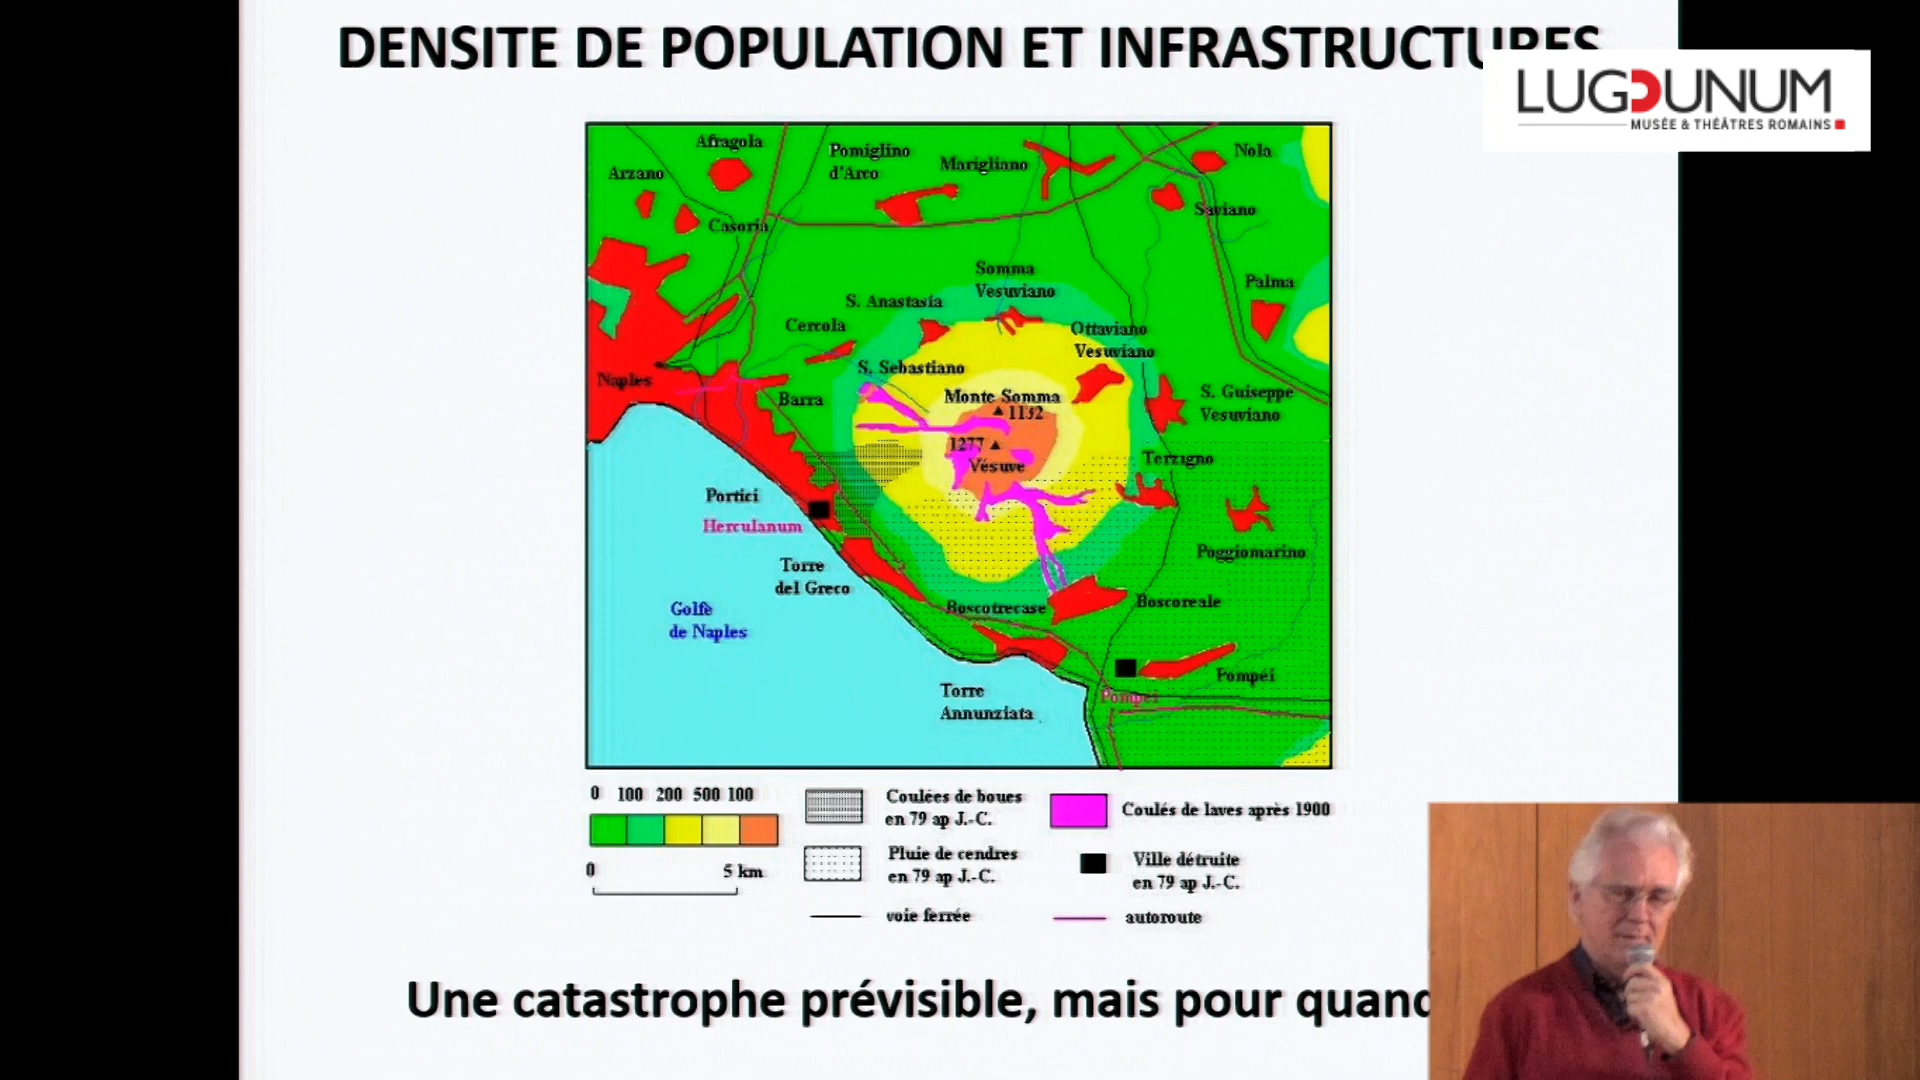 DENSITE DE POPULATION ET INFRASTRUCTURES
LUGDUNUM
MUSÉE & THÉÂTRES ROMAINS
Afragola
Arzano
Pomiglino
d'Arco
Marigliano
Nola
Casoria
Saviano
Somma
Vesuviano
Palma
S. Anastasia
Cercola
Ottaviano
Vesuviano
S. Sebastiano
Naples
Barra
Monte Somma
1132
S. Guiseppe
Vesuviano
1277
Vésuve
Terzigno
Portici
Herculanum
Poggiomarino
Torre
del Greco
Golfe
de Naples
Boscotrecase
Boscoreale
Pompéi
Pompei
Torre
Annunziata
0 100 200 500 100
Coulées de boues
en 79 ap J.-C.
Coulés de laves après 1900
Pluie de cendres
en 79 ap J.-C.
Ville détruite
en 79 ap J.-C.
0 5 km
voie ferrée
autoroute
Une catastrophe prévisible, mais pour quand